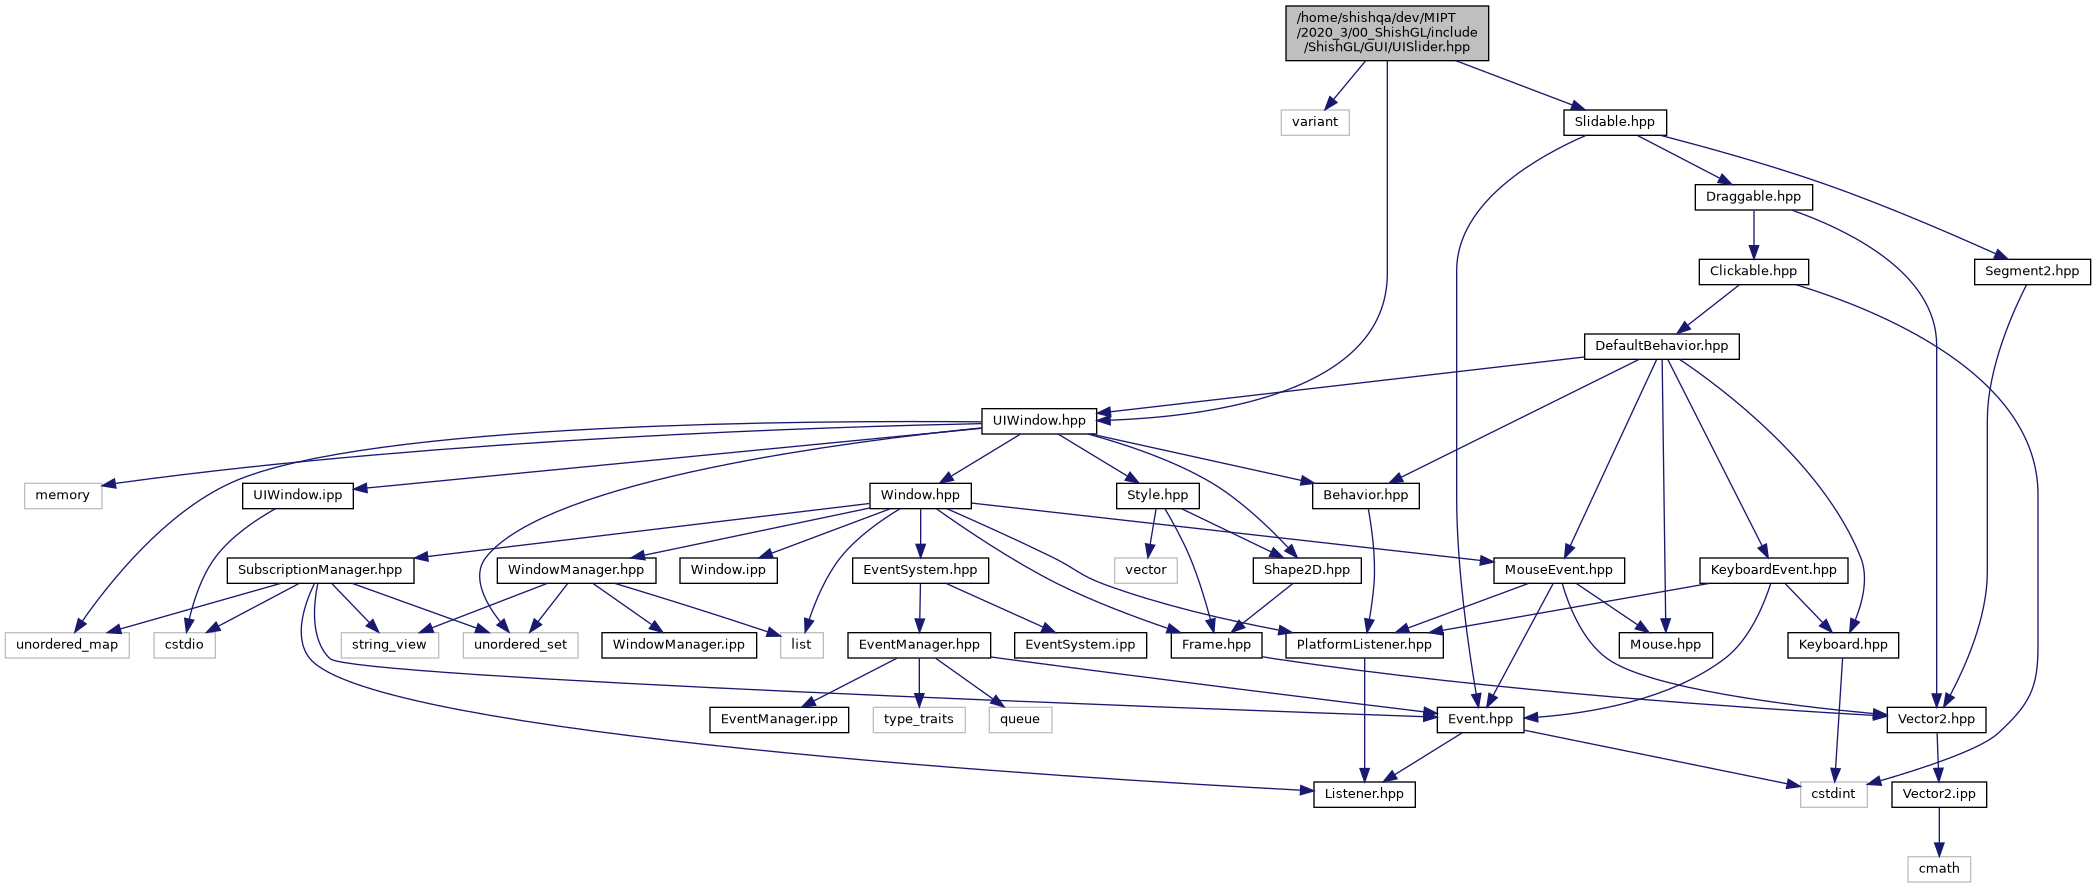 /home/shishqa/dev/MIPT
/2020_3/00_ShishGL/include
/ShishGL/GUI/UISlider.hpp
variant
Slidable.hpp
Draggable.hpp
Clickable.hpp
Segment2.hpp
DefaultBehavior.hpp
UIWindow.hpp
memory
UIWindow.ipp
Window.hpp
Style.hpp
Behavior.hpp
SubscriptionManager.hpp
WindowManager.hpp
Window.ipp
EventSystem.hpp
vector
Shape2D.hpp
MouseEvent.hpp
KeyboardEvent.hpp
unordered_map
cstdio
string_view
unordered_set
WindowManager.ipp
list
EventManager.hpp
EventSystem.ipp
Frame.hpp
PlatformListener.hpp
Mouse.hpp
Keyboard.hpp
EventManager.ipp
type_traits
queue
Event.hpp
Vector2.hpp
Listener.hpp
cstdint
Vector2.ipp
cmath